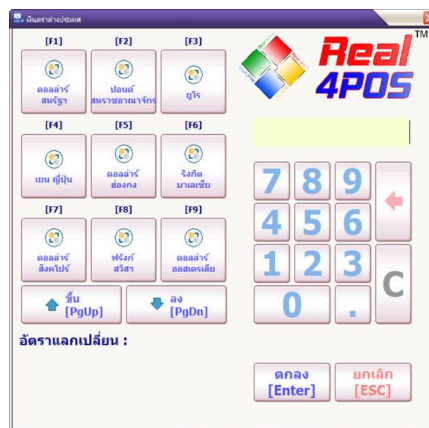 เงินตราต่างประเทศ
[F1] [F2] [F3]
ดอลล่าร์ สหรัฐฯ
ปอนด์ สหราชอาณาจักร
ยูโร
[F4] [F5] [F6]
เยน ญี่ปุ่น
ดอลล่าร์ ฮ่องกง
ริงกิต มาเลเซีย
[F7] [F8] [F9]
ดอลล่าร์ สิงคโปร์
ฟรังก์ สวิสฯ
ดอลล่าร์ ออสเตรเลีย
ขึ้น [PgUp]
ลง [PgDn]
อัตราแลกเปลี่ยน :
Real TM
4POS
7 8 9
4 5 6
1 2 3 C
0 .
ตกลง [Enter]
ยกเลิก [ESC]